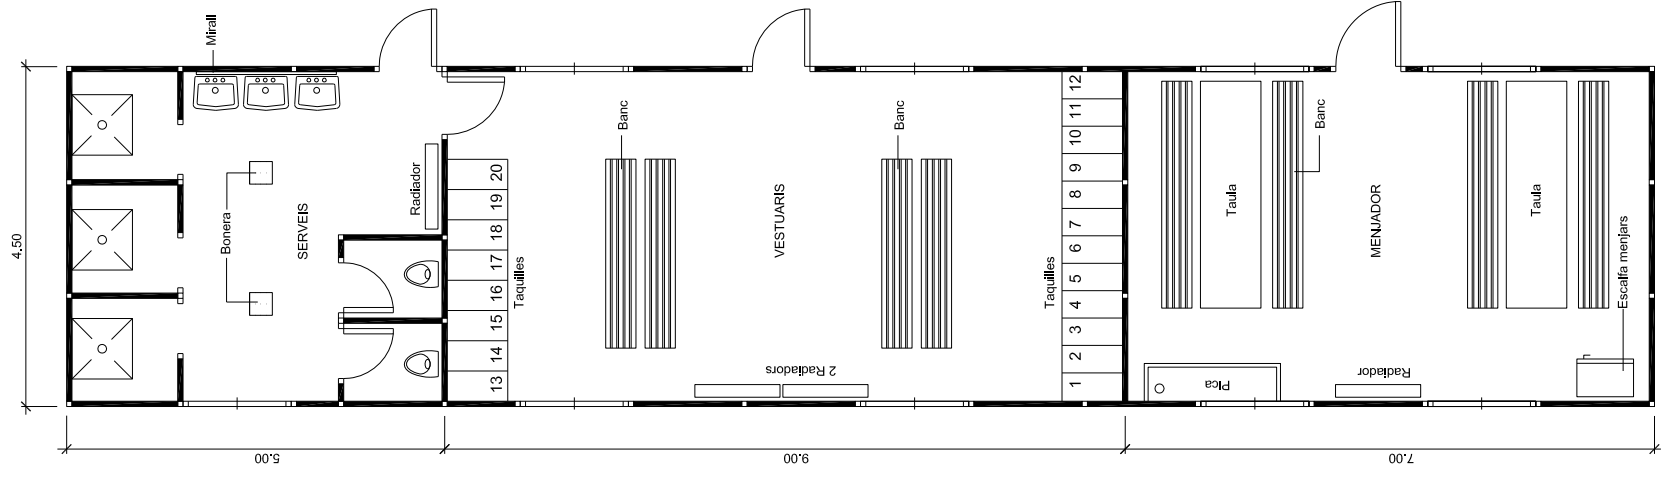 Mirall
4.50
Bonera
SERVEIS
Radiador
20
19
18
17
16
15
14
13
Taquilles
Banc
VESTUARIS
2 Radiadors
Banc
Taquilles
12
11
10
9
8
7
6
5
4
3
2
1
Taula
Banc
MENJADOR
Taula
Pica
Radiador
Escalfa menjars
5.00
9.00
7.00